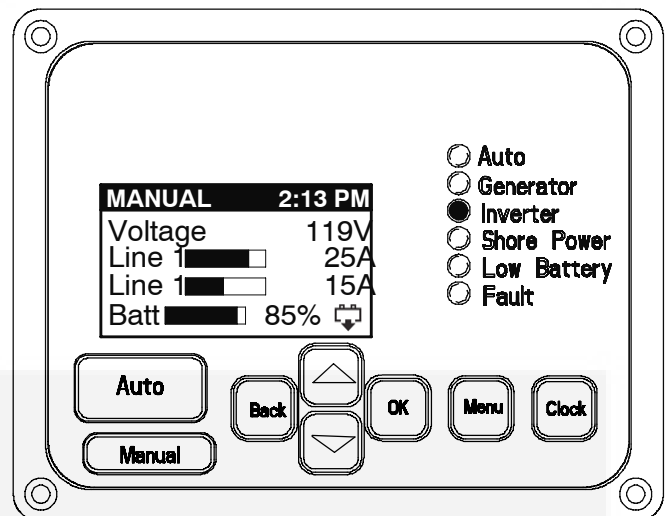 MANUAL 2:13 PM
Voltage 119V
Line 1 25A
Line 1 15A
Batt 85%
Auto
Generator
Inverter
Shore Power
Low Battery
Fault
Auto
Manual
Back
OK
Menu
Clock